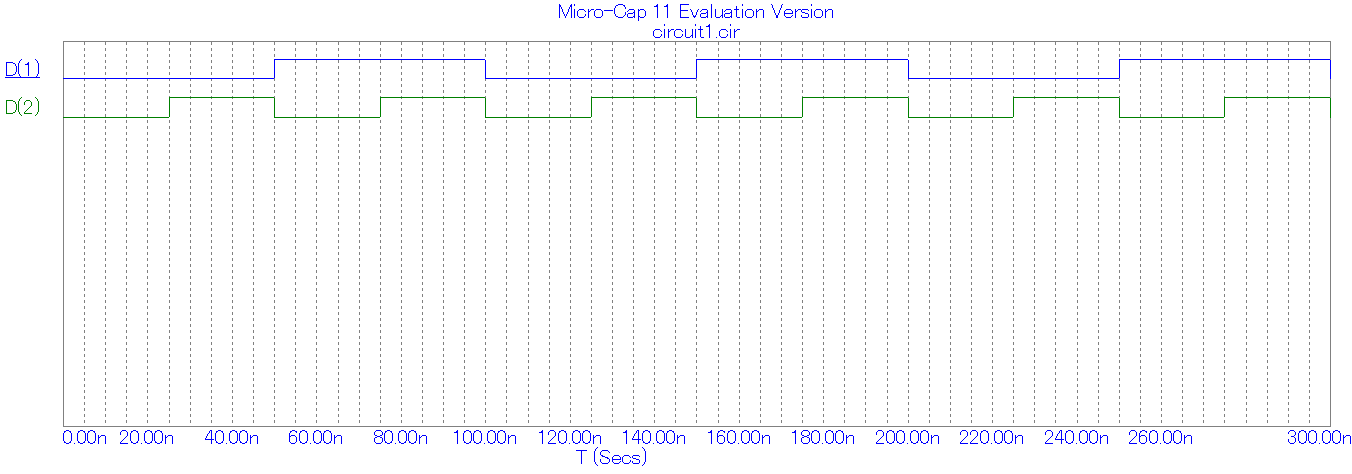 Micro-Cap 11 Evaluation Version
circuit1.cir
D(1)
D(2)
0.00n 20.00n 40.00n 60.00n 80.00n 100.00n 120.00n 140.00n 160.00n 180.00n 200.00n 220.00n 240.00n 260.00n 300.00n
T (Secs)